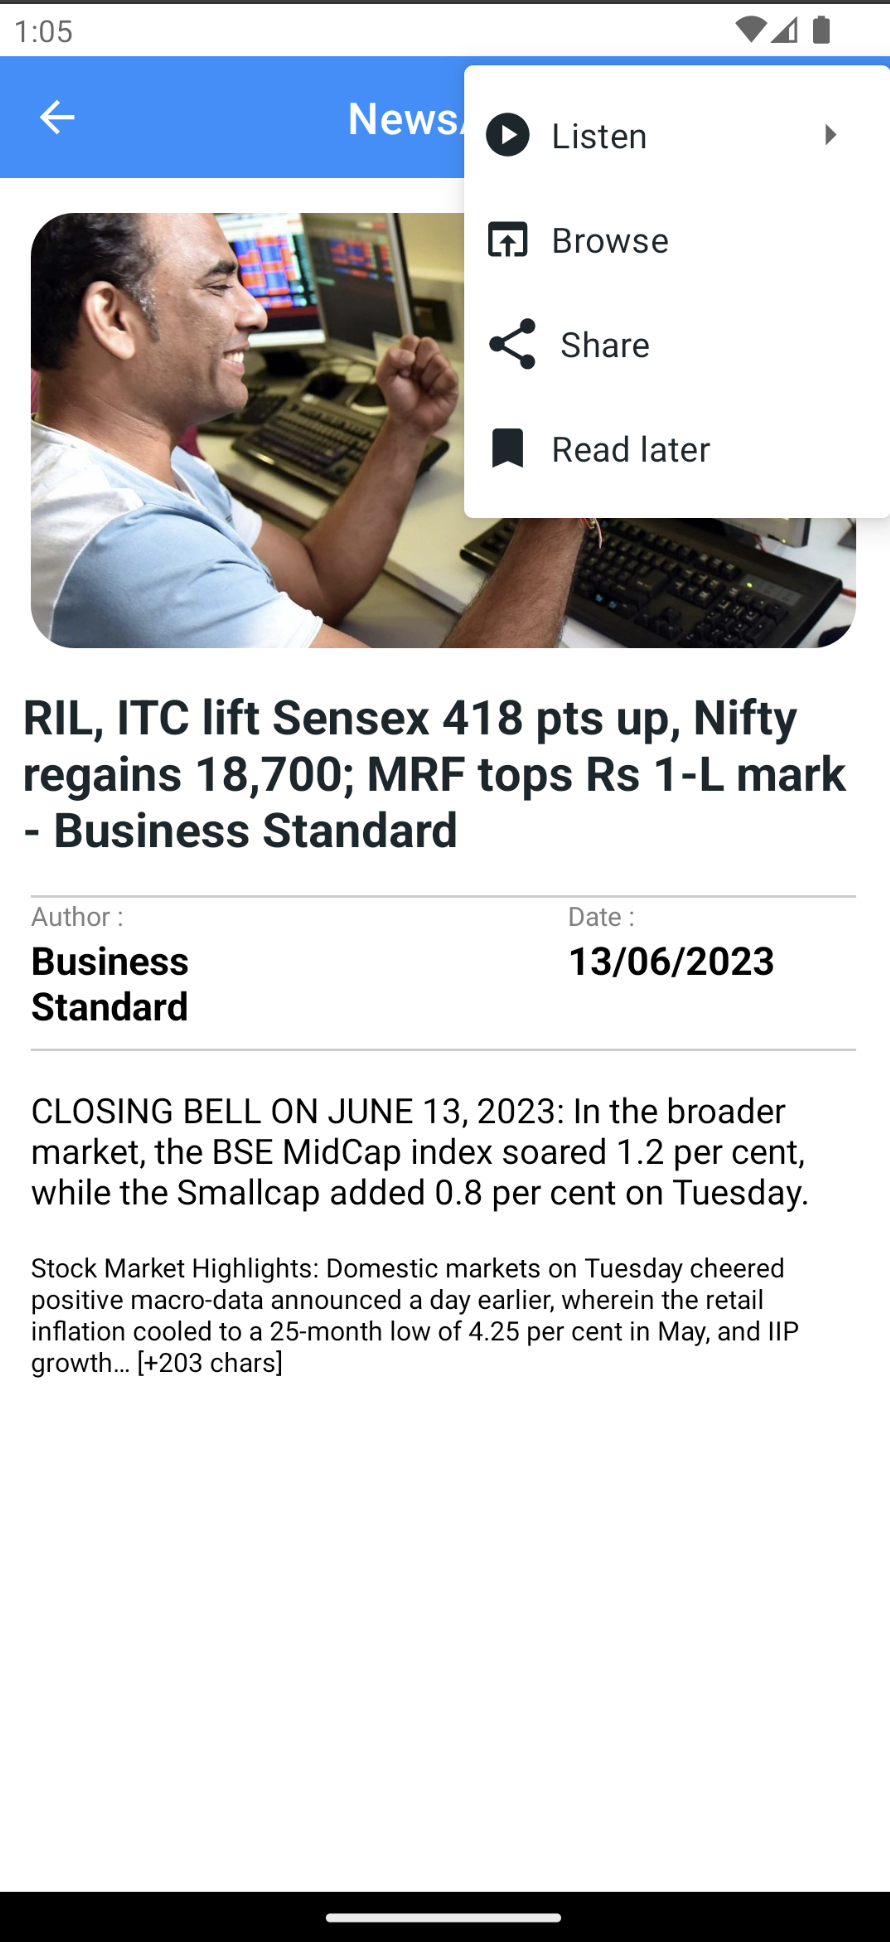 1:05
News
Listen
Browse
Share
Read later
RIL, ITC lift Sensex 418 pts up, Nifty
regains 18,700; MRF tops Rs 1-L mark
- Business Standard
Author :
Date :
Business
Standard
13/06/2023
CLOSING BELL ON JUNE 13, 2023: In the broader
market, the BSE MidCap index soared 1.2 per cent,
while the Smallcap added 0.8 per cent on Tuesday.
Stock Market Highlights: Domestic markets on Tuesday cheered
positive macro-data announced a day earlier, wherein the retail
inflation cooled to a 25-month low of 4.25 per cent in May, and IIP
growth… [+203 chars]